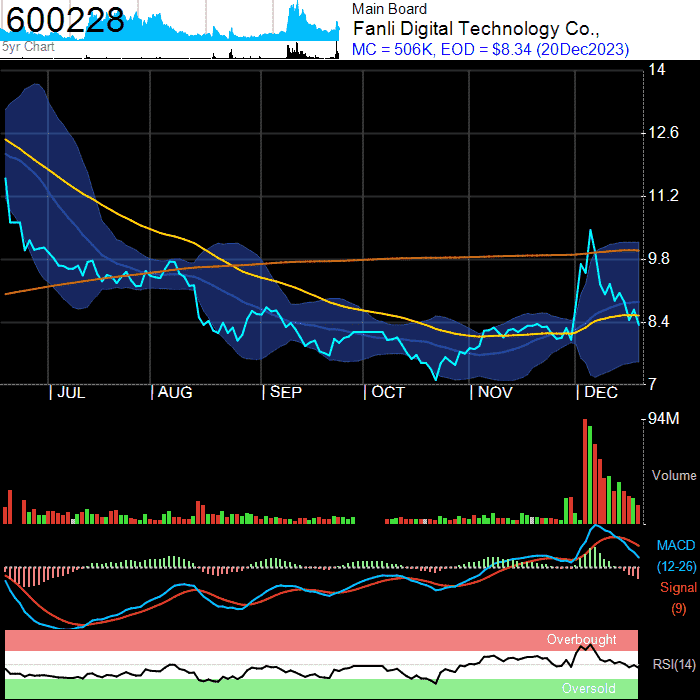 600228
5yr Chart
Main Board
Fanli Digital Technology Co.,
MC = 506K, EOD = $8.34 (20Dec2023)
14
12.6
11.2
9.8
8.4
7
JUL
AUG
SEP
OCT
NOV
DEC
94M
Volume
MACD
(12-26)
Signal
(9)
Overbought
RSI(14)
Oversold